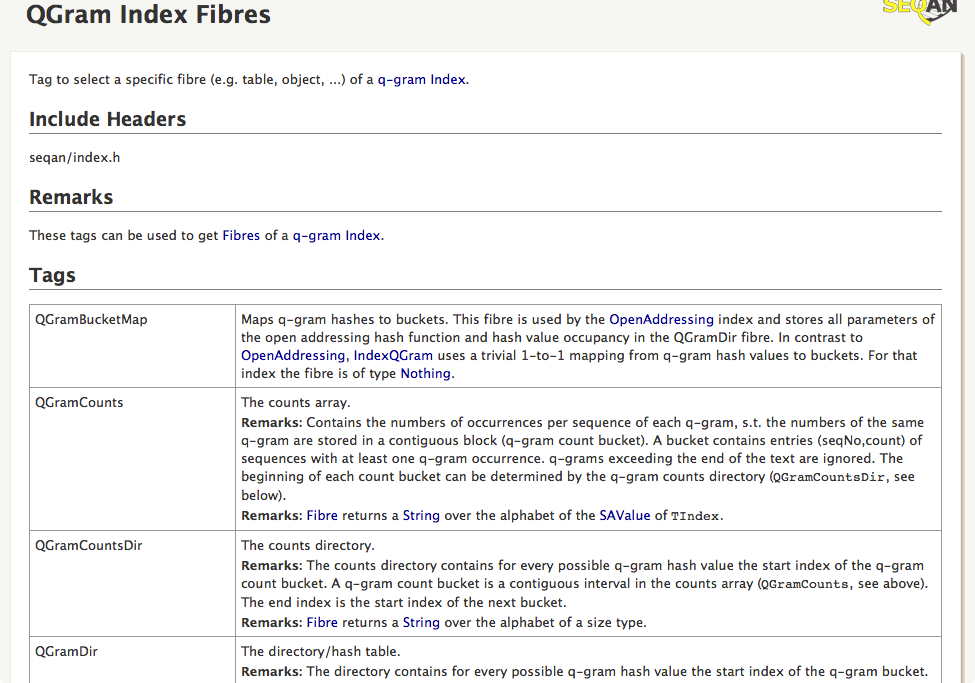 QGram Index Fibres
SEQAN
Tag to select a specific fibre (e.g. table, object, ...) of a q-gram Index.
Include Headers
seqan/index.h
Remarks
These tags can be used to get Fibres of a q-gram Index.
Tags
QGramBucketMap
Maps q-gram hashes to buckets. This fibre is used by the OpenAddressing index and stores all parameters of
the open addressing hash function and hash value occupancy in the QGramDir fibre. In contrast to
OpenAddressing, IndexQGram uses a trivial 1-to-1 mapping from q-gram hash values to buckets. For that
index the fibre is of type Nothing.
QGramCounts
The counts array.
Remarks: Contains the numbers of occurrences per sequence of each q-gram, s.t. the numbers of the same
q-gram are stored in a contiguous block (q-gram count bucket). A bucket contains entries (seqNo,count) of
sequences with at least one q-gram occurrence. q-grams exceeding the end of the text are ignored. The
beginning of each count bucket can be determined by the q-gram counts directory (QGramCountsDir, see
below).
Remarks: Fibre returns a String over the alphabet of the SAValue of TIndex.
QGramCountsDir
The counts directory.
Remarks: The counts directory contains for every possible q-gram hash value the start index of the q-gram
count bucket. A q-gram count bucket is a contiguous interval in the counts array (QGramCounts, see above).
The end index is the start index of the next bucket.
Remarks: Fibre returns a String over the alphabet of a size type.
QGramDir
The directory/hash table.
Remarks: The directory contains for every possible q-gram hash value the start index of the q-gram bucket.